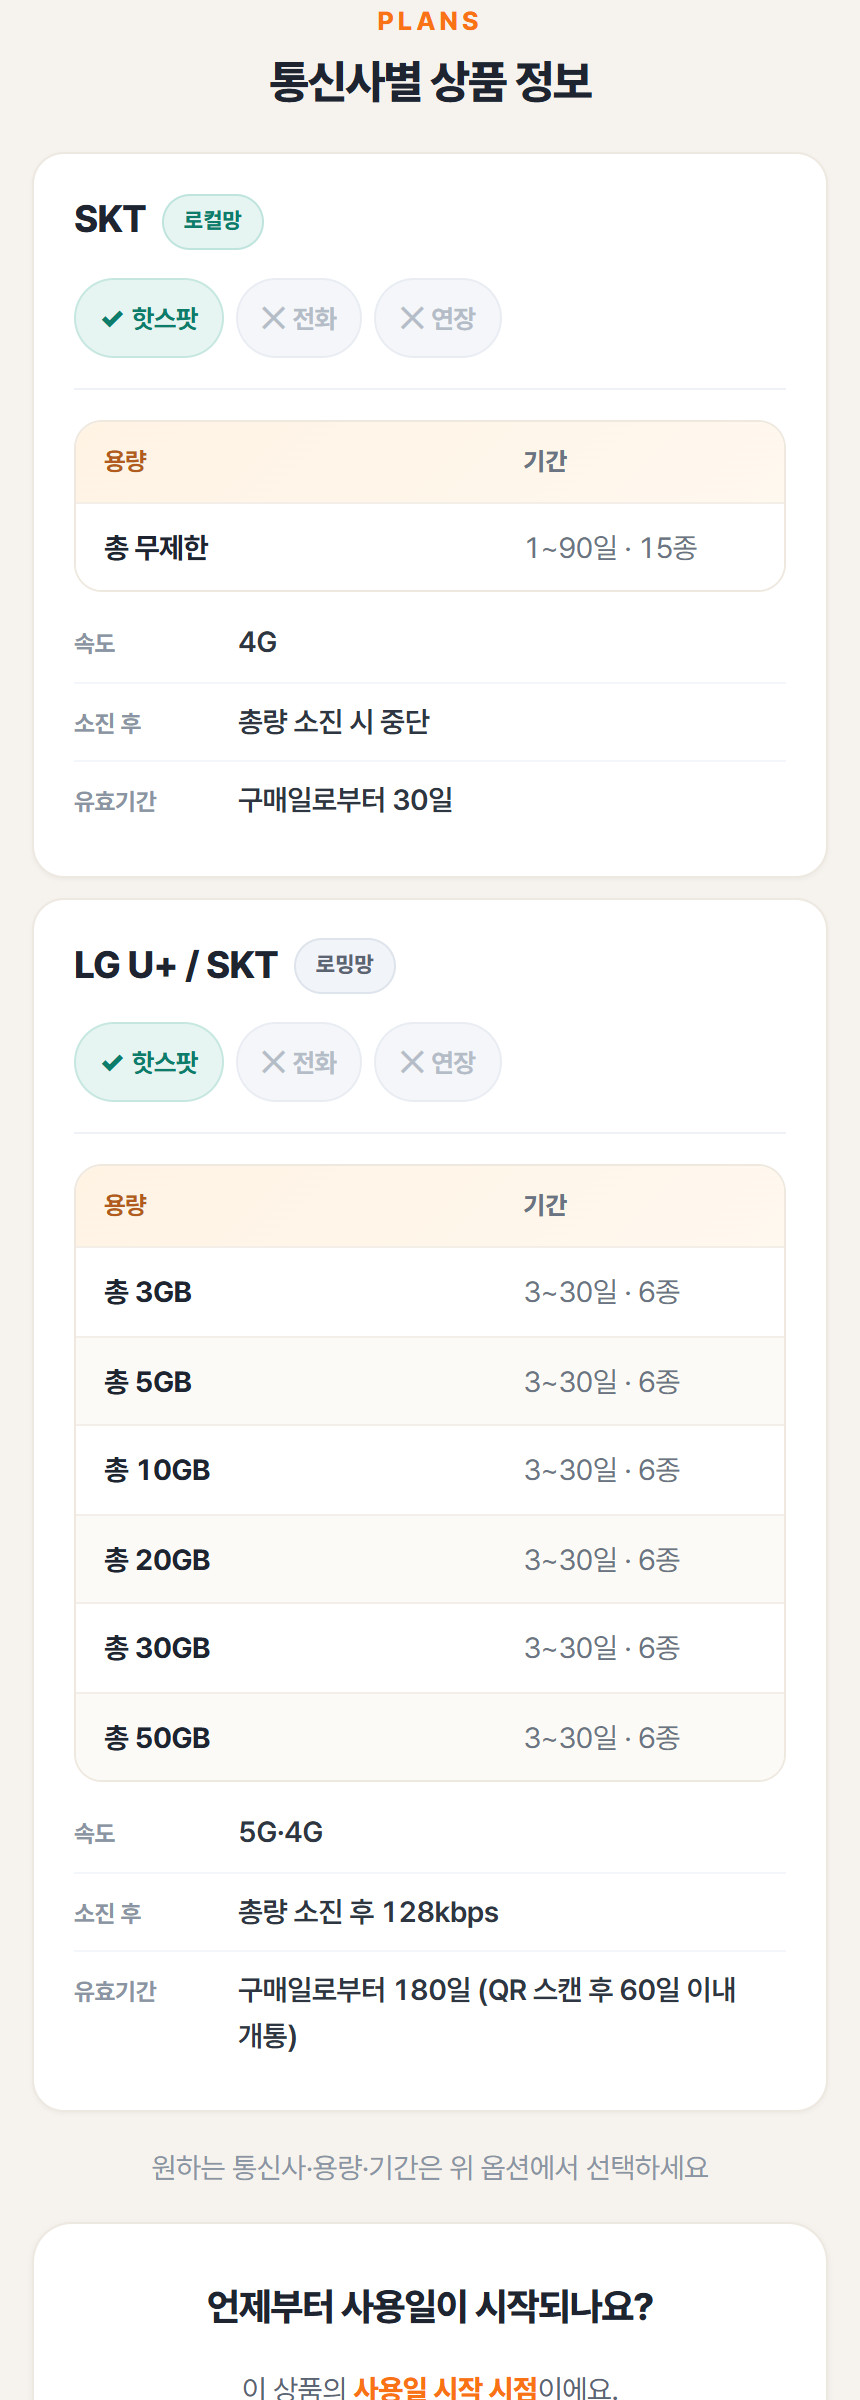 PLANS
통신사별 상품 정보
SKT 로컬망
✓ 핫스팟 ✕ 전화 ✕ 연장
용량 기간
총 무제한 1~90일 · 15종
속도 4G
소진 후 총량 소진 시 중단
유효기간 구매일로부터 30일
LG U+ / SKT 로밍망
✓ 핫스팟 ✕ 전화 ✕ 연장
용량 기간
총 3GB 3~30일 · 6종
총 5GB 3~30일 · 6종
총 10GB 3~30일 · 6종
총 20GB 3~30일 · 6종
총 30GB 3~30일 · 6종
총 50GB 3~30일 · 6종
속도 5G·4G
소진 후 총량 소진 후 128kbps
유효기간 구매일로부터 180일 (QR 스캔 후 60일 이내
개통)
원하는 통신사·용량·기간은 위 옵션에서 선택하세요
언제부터 사용일이 시작되나요?
이 상품의 사용일 시작 시점이에요.